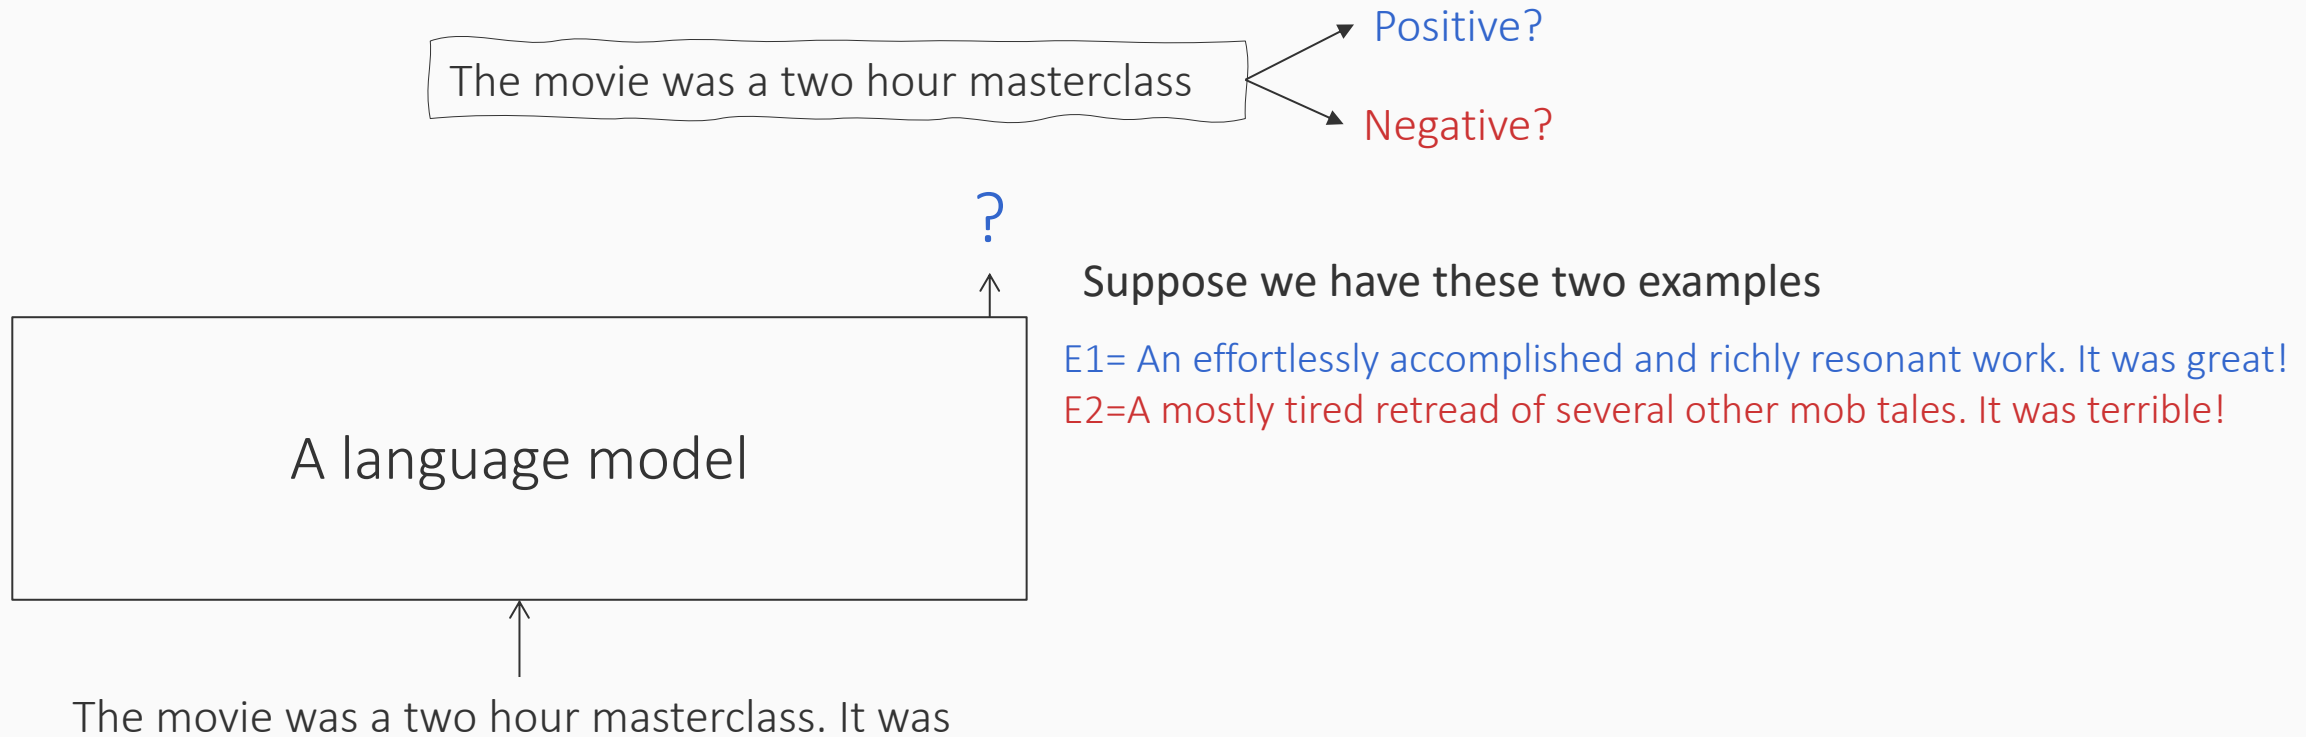 Positive?
The movie was a two hour masterclass
Negative?
?
Suppose we have these two examples
E1= An effortlessly accomplished and richly resonant work. It was great!
E2=A mostly tired retread of several other mob tales. It was terrible!
A language model
The movie was a two hour masterclass. It was